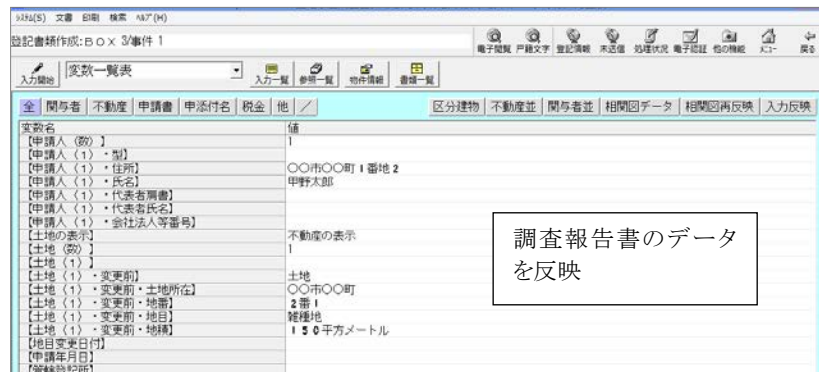 ｼｽﾃﾑ(S) 文書 印刷 検索 ﾍﾙﾌﾟ(H)
登記書類作成:ＢＯＸ 3/事件 1
電子閲覧 戸籍文字 登記情報 未送信 処理状況 電子認証 他の機能 ﾒﾆｭｰ 戻る
入力開始 変数一覧表 入力一覧 参照一覧 物件情報 書類一覧
全 関与者 不動産 申請書 申添付名 税金 他 ／ 区分建物 不動産並 関与者並 相関図データ 相関図再反映 入力反映
変数名 値
【申請人（数）】 1
【申請人（1）・型】
【申請人（1）・住所】 〇〇市〇〇町１番地２
【申請人（1）・氏名】 甲野太郎
【申請人（1）・代表者肩書】
【申請人（1）・代表者氏名】
【申請人（1）・会社法人等番号】
【土地の表示】 不動産の表示
【土地（数）】 1
【土地（1）】
【土地（1）・変更前】 土地
【土地（1）・変更前・土地所在】 〇〇市〇〇町
【土地（1）・変更前・地番】 ２番１
【土地（1）・変更前・地目】 雑種地
【土地（1）・変更前・地積】 １５０平方メートル
【地目変更日付】
【申請年月日】
【管轄登記所】
調査報告書のデータ
を反映